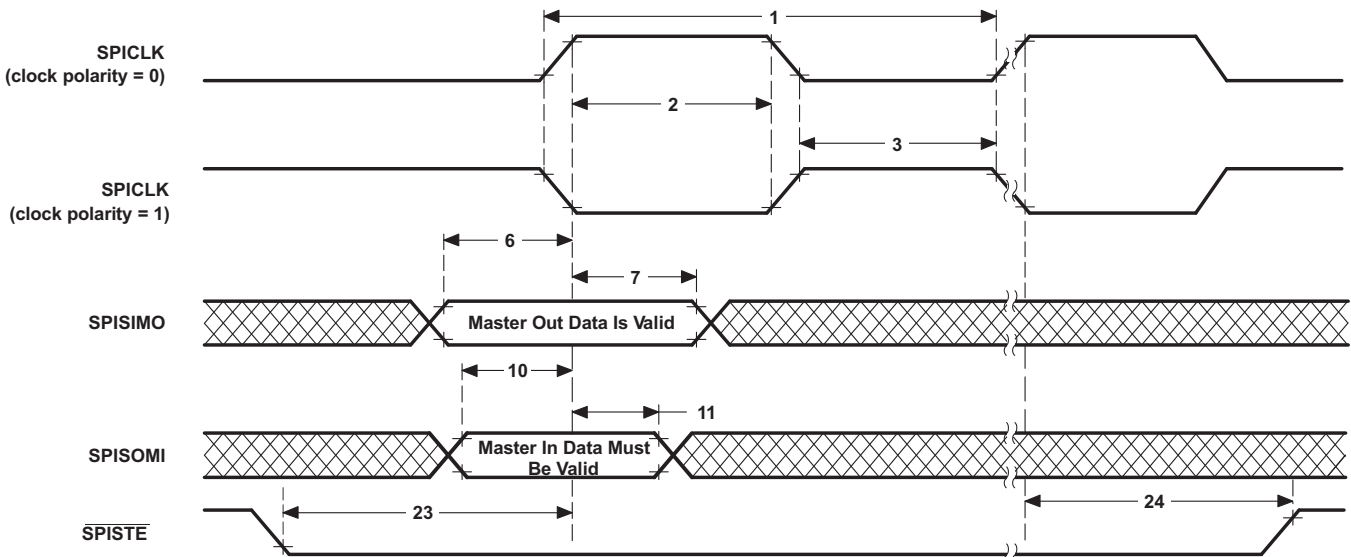 1
SPICLK
(clock polarity = 0)
2
3
SPICLK
(clock polarity = 1)
6
7
SPISIMO
Master Out Data Is Valid
10
11
SPISOMI
Master In Data Must
Be Valid
23
24
SPISTE